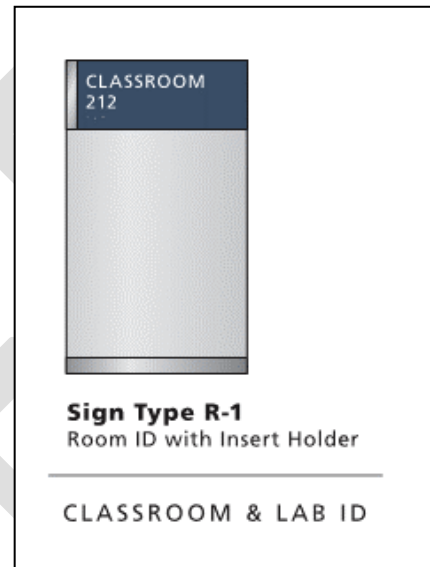 CLASSROOM
212
Sign Type R-1
Room ID with Insert Holder
CLASSROOM & LAB ID